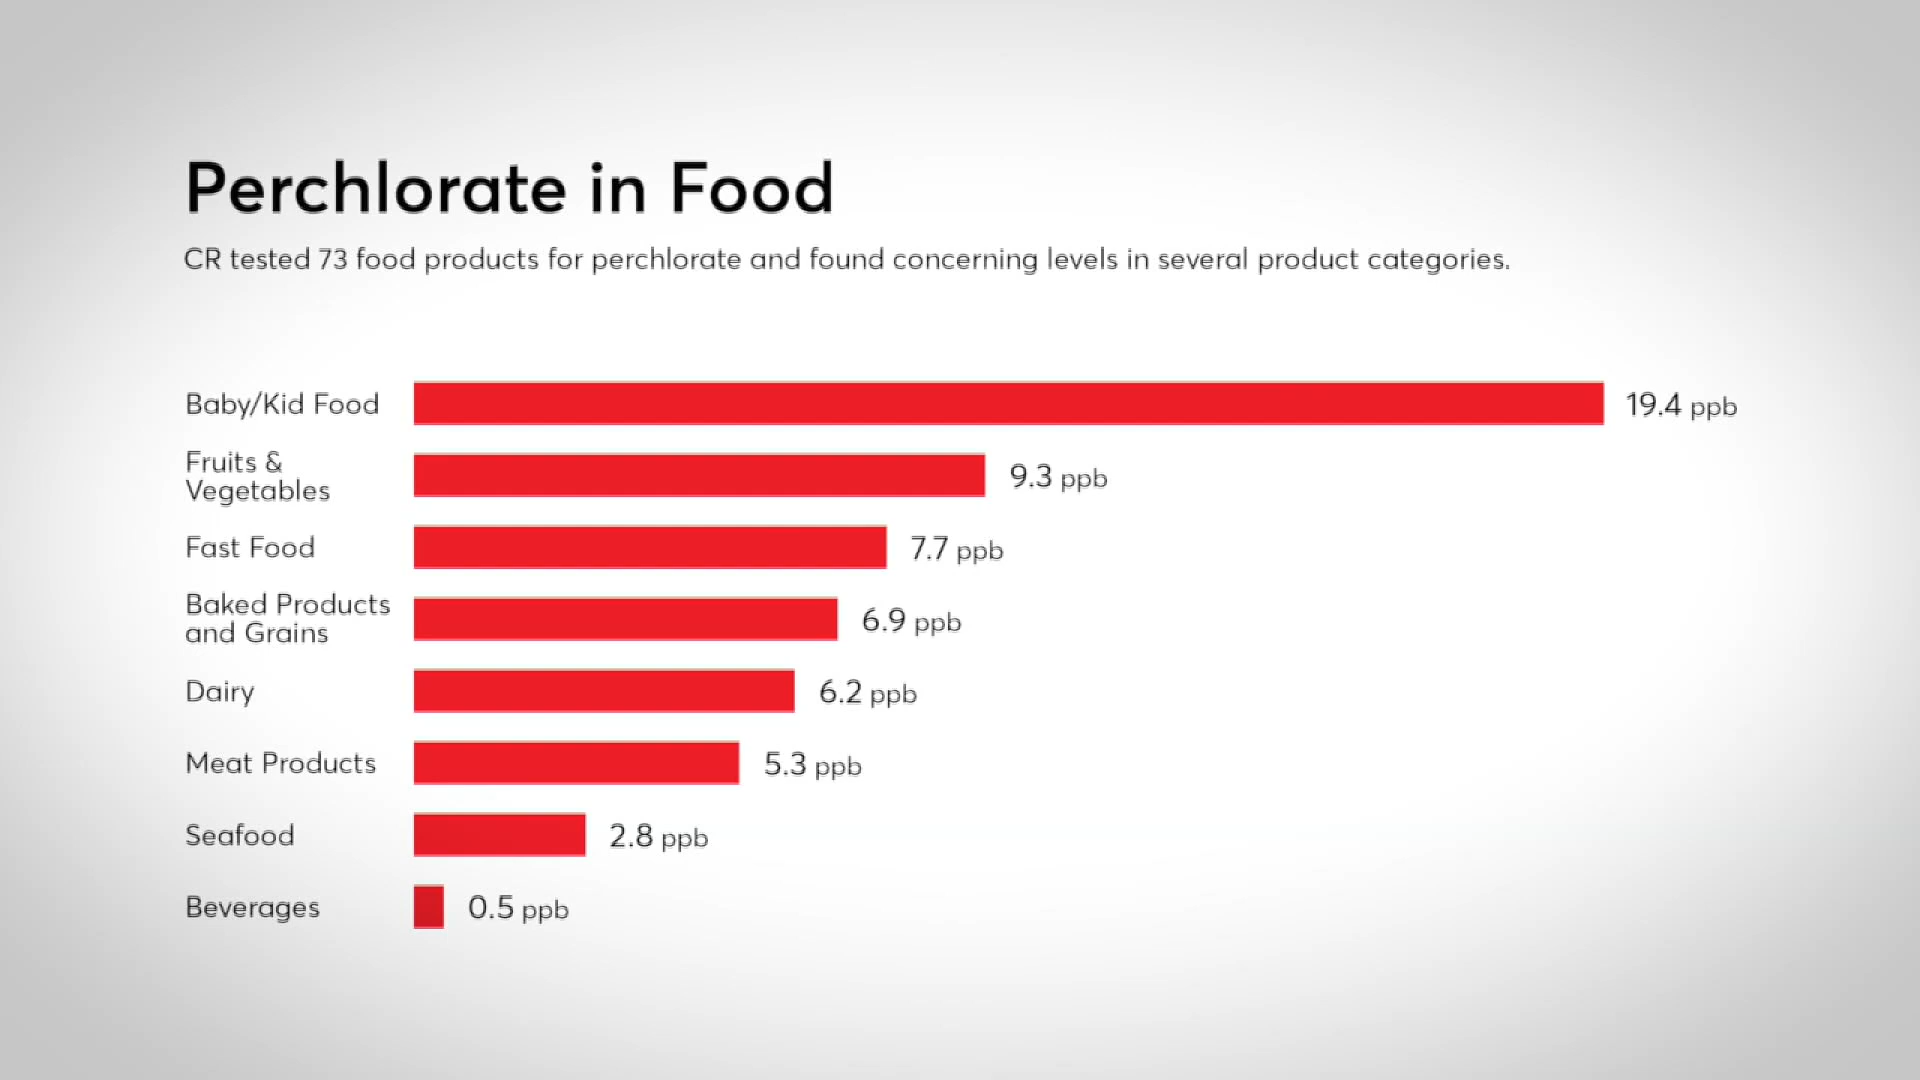 Perchlorate in Food
CR tested 73 food products for perchlorate and found concerning levels in several product categories.
Baby/Kid Food 19.4 ppb
Fruits &
Vegetables 9.3 ppb
Fast Food 7.7 ppb
Baked Products
and Grains 6.9 ppb
Dairy 6.2 ppb
Meat Products 5.3 ppb
Seafood 2.8 ppb
Beverages 0.5 ppb